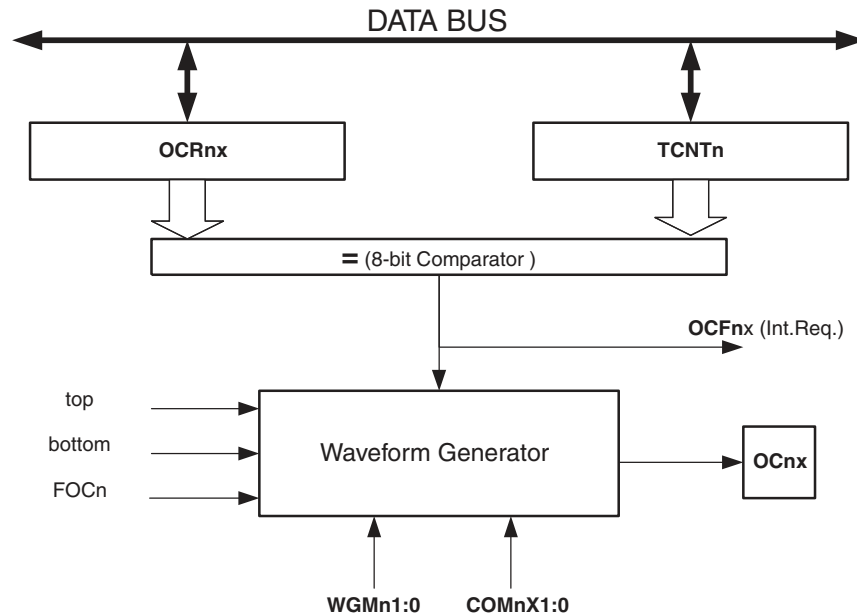 DATA BUS
OCRnx
TCNTn
= (8-bit Comparator )
OCFnx (Int.Req.)
top
bottom
FOCn
Waveform Generator
OCnx
WGMn1:0
COMnX1:0